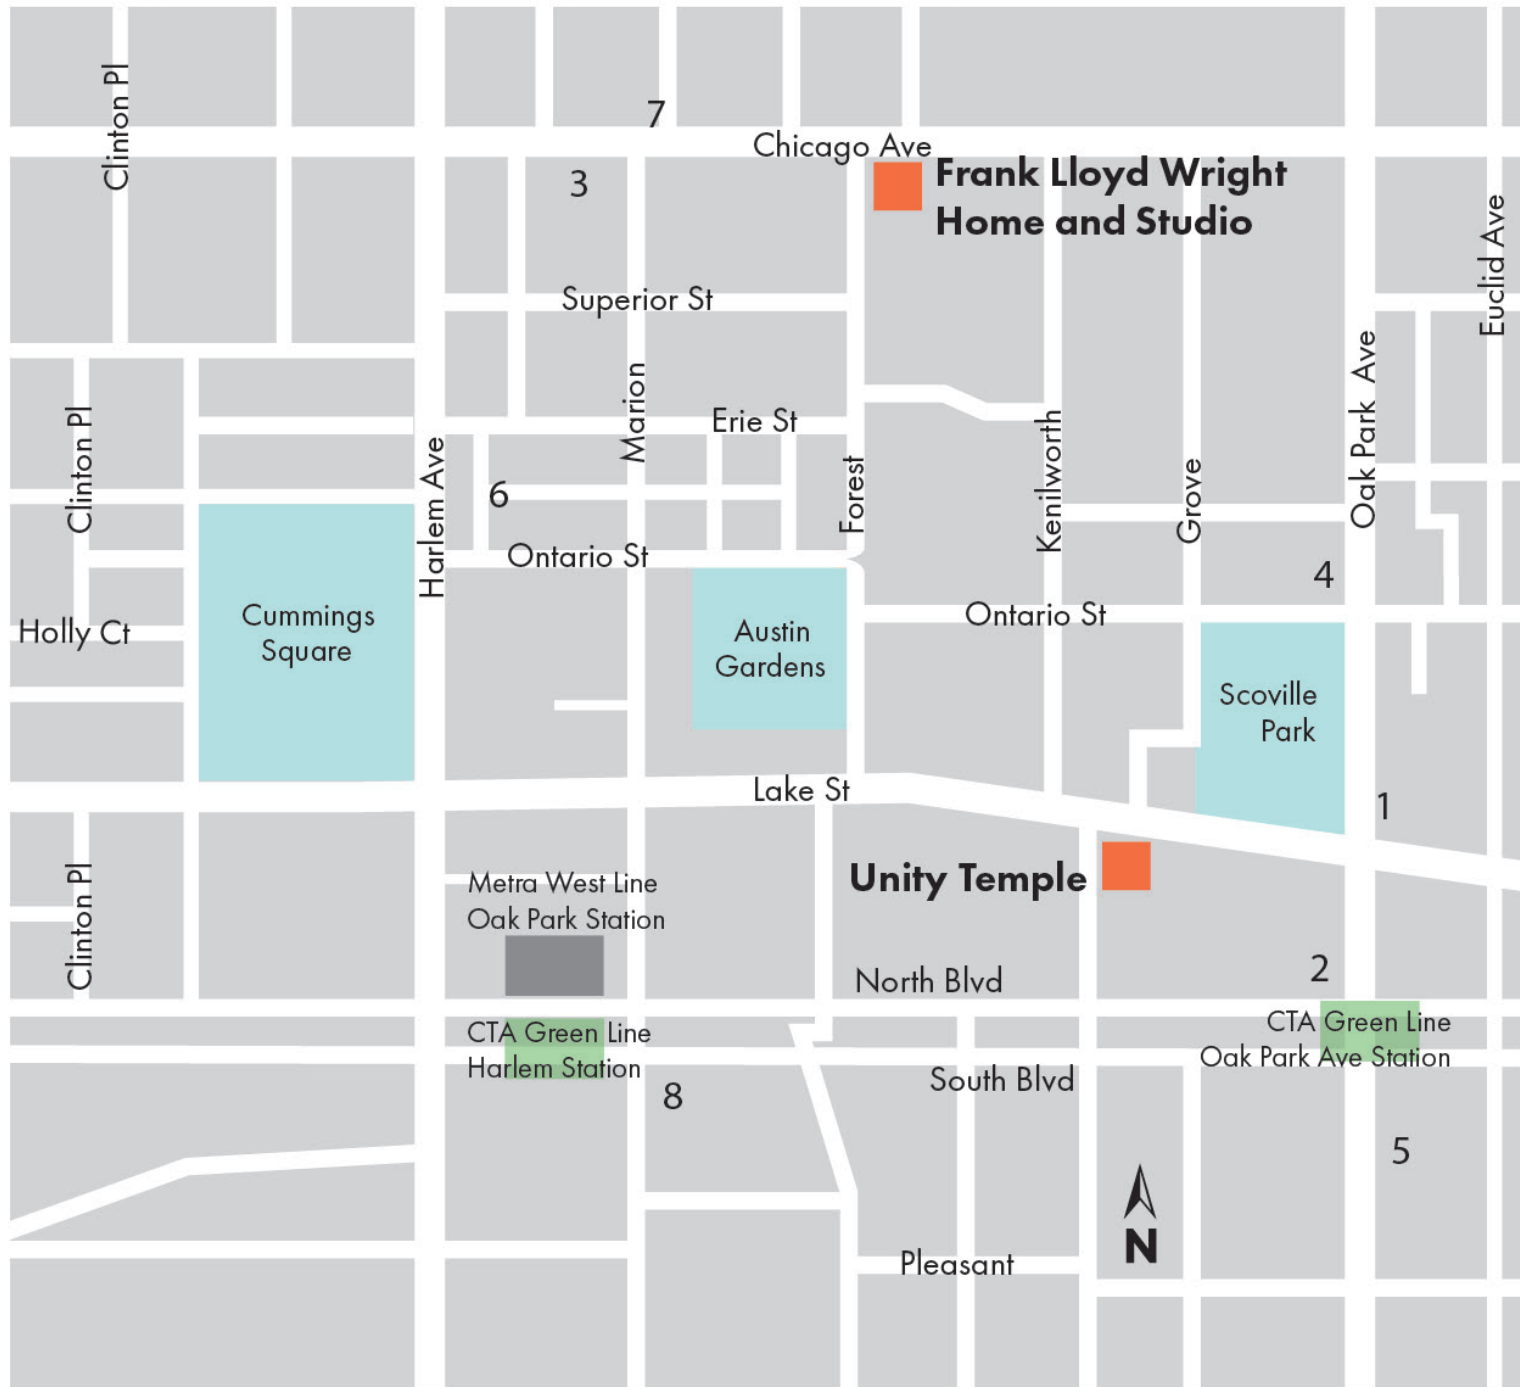 Clinton Pl
7
Chicago Ave
3
Frank Lloyd Wright
Home and Studio
Euclid Ave
Superior St
Marion
Erie St
Oak Park Ave
Clinton Pl
Harlem Ave
6
Forest
Kenilworth
Grove
Ontario St
4
Cummings
Square
Holly Ct
Austin
Gardens
Ontario St
Scoville
Park
Lake St
1
Clinton Pl
Metra West Line
Oak Park Station
Unity Temple
North Blvd
2
CTA Green Line
Harlem Station
CTA Green Line
Oak Park Ave Station
South Blvd
8
5
N
Pleasant